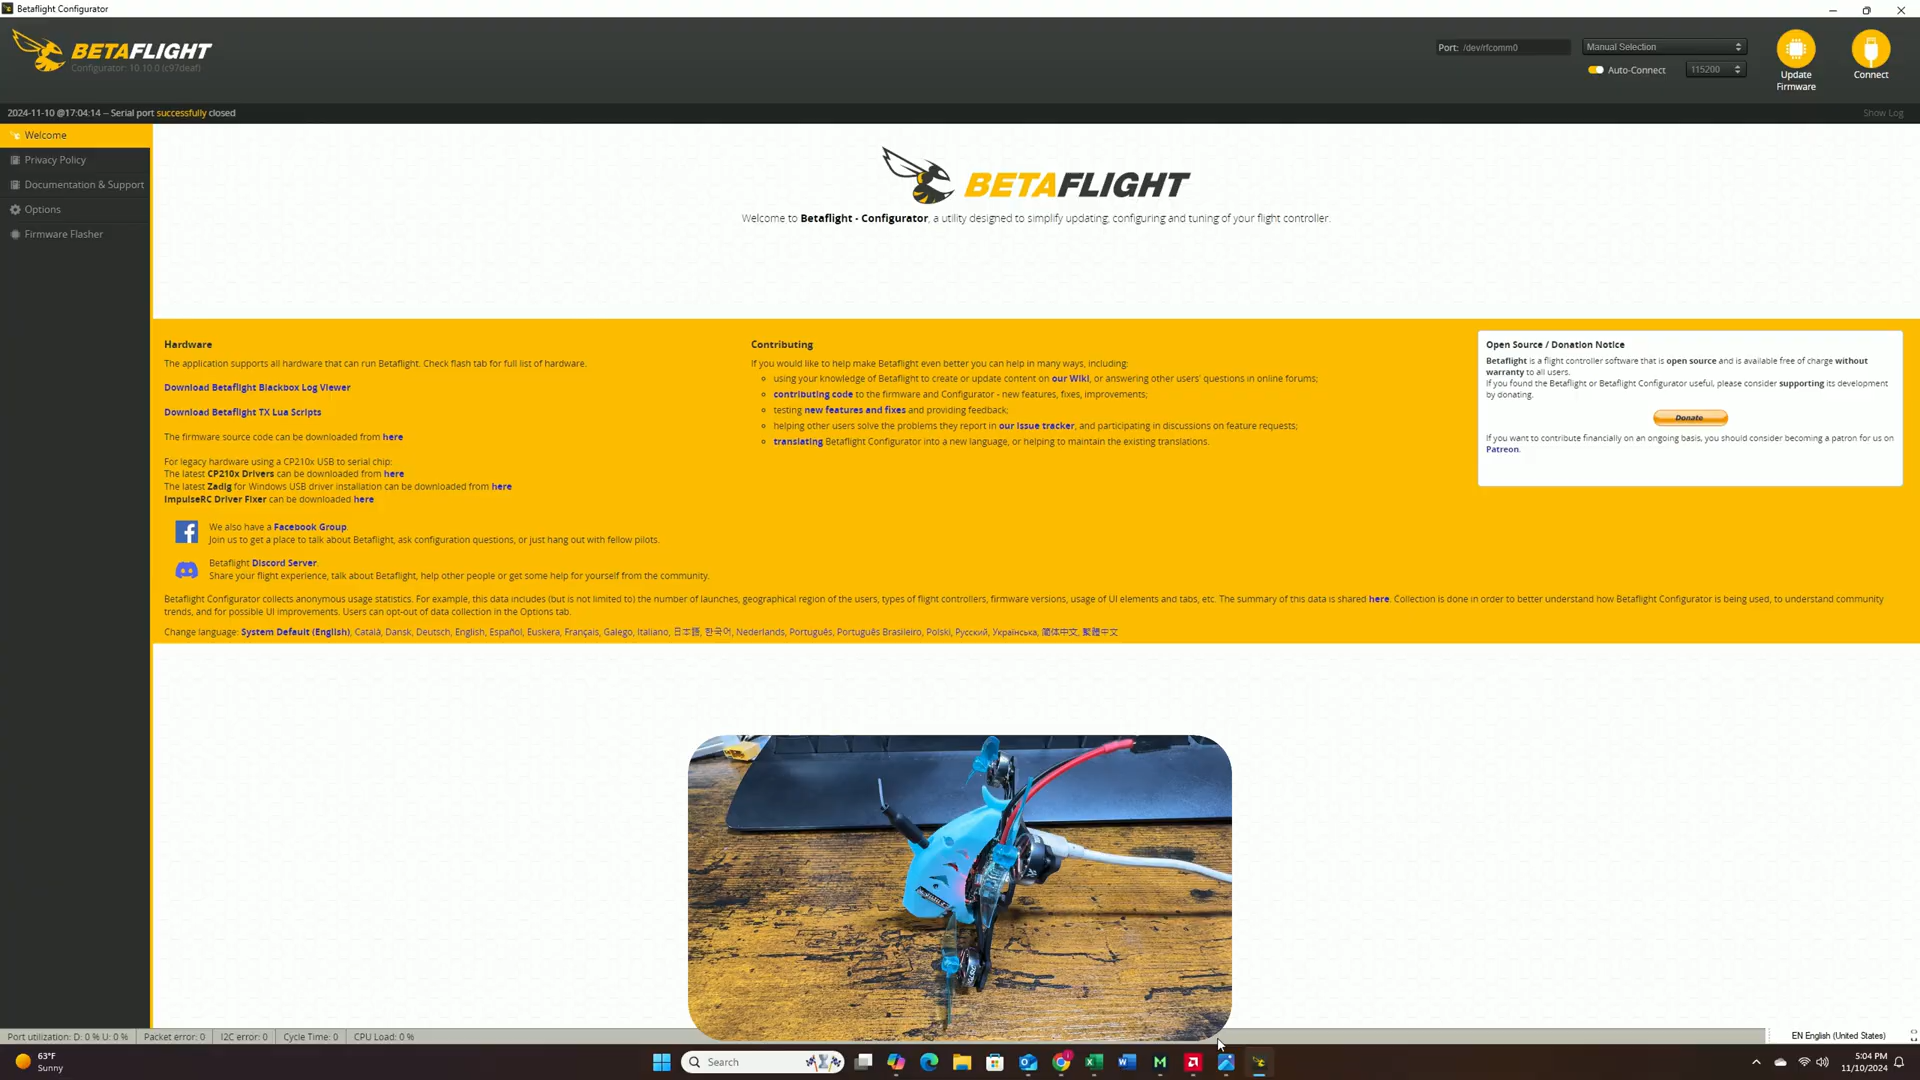 Betaflight Configurator
BETAFLIGHT
Configurator: 10.10.0 (c97deaf)
Port: /dev/rfcomm0
Manual Selection
Auto-Connect
115200
Update
Firmware
Connect
2024-11-10 @17:04:14 -- Serial port successfully closed
Show Log
Welcome
Privacy Policy
Documentation & Support
Options
Firmware Flasher
BETAFLIGHT
Welcome to Betaflight - Configurator, a utility designed to simplify updating, configuring and tuning of your flight controller.
Hardware
The application supports all hardware that can run Betaflight. Check flash tab for full list of hardware.
Download Betaflight Blackbox Log Viewer
Download Betaflight TX Lua Scripts
The firmware source code can be downloaded from here
For legacy hardware using a CP210x USB to serial chip:
The latest CP210x Drivers can be downloaded from here
The latest Zadig for Windows USB driver installation can be downloaded from here
ImpulseRC Driver Fixer can be downloaded here
We also have a Facebook Group.
Join us to get a place to talk about Betaflight, ask configuration questions, or just hang out with fellow pilots.
Betaflight Discord Server.
Share your flight experience, talk about Betaflight, help other people or get some help for yourself from the community.
Contributing
If you would like to help make Betaflight even better you can help in many ways, including:
using your knowledge of Betaflight to create or update content on our Wiki, or answering other users' questions in online forums;
contributing code to the firmware and Configurator - new features, fixes, improvements;
testing new features and fixes and providing feedback;
helping other users solve the problems they report in our issue tracker, and participating in discussions on feature requests;
translating Betaflight Configurator into a new language, or helping to maintain the existing translations.
Open Source / Donation Notice
Betaflight is a flight controller software that is open source and is available free of charge without
warranty to all users.
If you found the Betaflight or Betaflight Configurator useful, please consider supporting its development
by donating.
Donate
If you want to contribute financially on an ongoing basis, you should consider becoming a patron for us on
Patreon.
Betaflight Configurator collects anonymous usage statistics. For example, this data includes (but is not limited to) the number of launches, geographical region of the users, types of flight controllers, firmware versions, usage of UI elements and tabs, etc. The summary of this data is shared here. Collection is done in order to better understand how Betaflight Configurator is being used, to understand community
trends, and for possible UI improvements. Users can opt-out of data collection in the Options tab.
Change language: System Default (English), Català, Dansk, Deutsch, English, Español, Euskera, Français, Galego, Italiano, 日本語, 한국어, Nederlands, Português, Português Brasileiro, Polski, Русский, Українська, 简体中文, 繁體中文
Port utilization: D: 0 % U: 0 %
Packet error: 0
I2C error: 0
Cycle Time: 0
CPU Load: 0 %
EN English (United States)
63°F
Sunny
Search
5:04 PM
11/10/2024